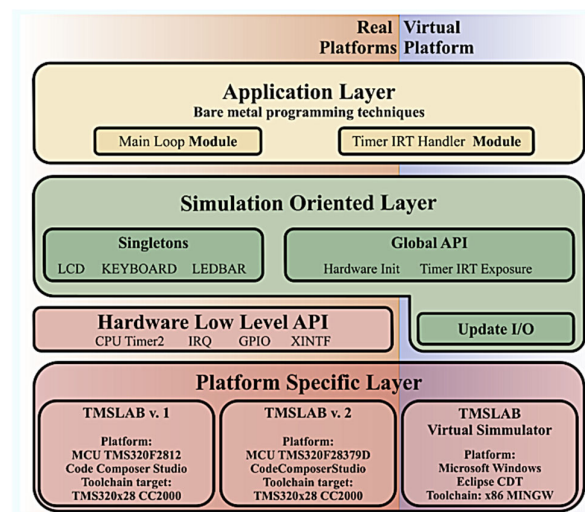 Real Platforms
Virtual Platform
Application Layer
Bare metal programming techniques
Main Loop Module
Timer IRT Handler Module
Simulation Oriented Layer
Singletons
LCD KEYBOARD LEDBAR
Global API
Hardware Init Timer IRT Exposure
Hardware Low Level API
CPU Timer2 IRQ GPIO XINTF
Update I/O
Platform Specific Layer
TMSLAB v. 1
Platform:
MCU TMS320F2812
Code Composer Studio
Toolchain target:
TMS320x28 CC2000
TMSLAB v. 2
Platform:
MCU TMS320F28379D
CodeComposerStudio
Toolchain target:
TMS320x28 CC2000
TMSLAB
Virtual Simmulator
Platform:
Microsoft Windows
Eclipse CDT
Toolchain: x86 MINGW